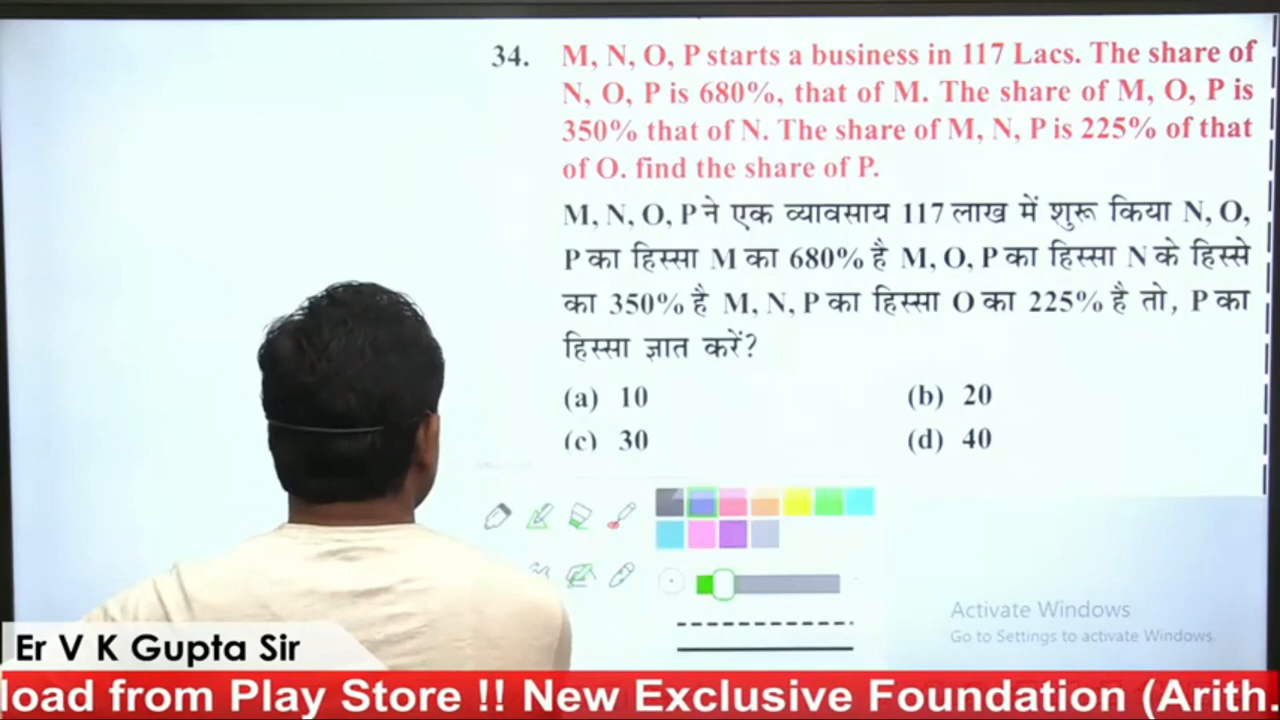 34. M, N, O, P starts a business in 117 Lacs. The share of
N, O, P is 680%, that of M. The share of M, O, P is
350% that of N. The share of M, N, P is 225% of that
of O. find the share of P.
M, N, O, P ने एक व्यावसाय 117 लाख में शुरू किया N, O,
P का हिस्सा M का 680% है M, O, P का हिस्सा N के हिस्से
का 350% है M, N, P का हिस्सा O का 225% है तो, P का
हिस्सा ज्ञात करें?
(a) 10 (b) 20
(c) 30 (d) 40
Activate Windows
Go to Settings to activate Windows.
Er V K Gupta Sir
load from Play Store !! New Exclusive Foundation (Arith.